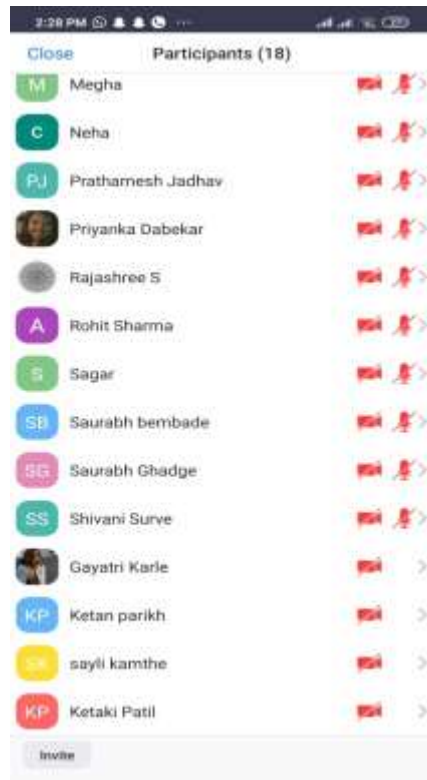 2:28 PM
Close Participants (18)
M Megha
C Neha
PJ Prathamesh Jadhav
Priyanka Dabekar
Rajashree S
A Rohit Sharma
S Sagar
SB Saurabh bembade
SG Saurabh Ghadge
SS Shivani Surve
Gayatri Karle
KP Ketan parikh
SK sayli kamthe
KP Ketaki Patil
Invite